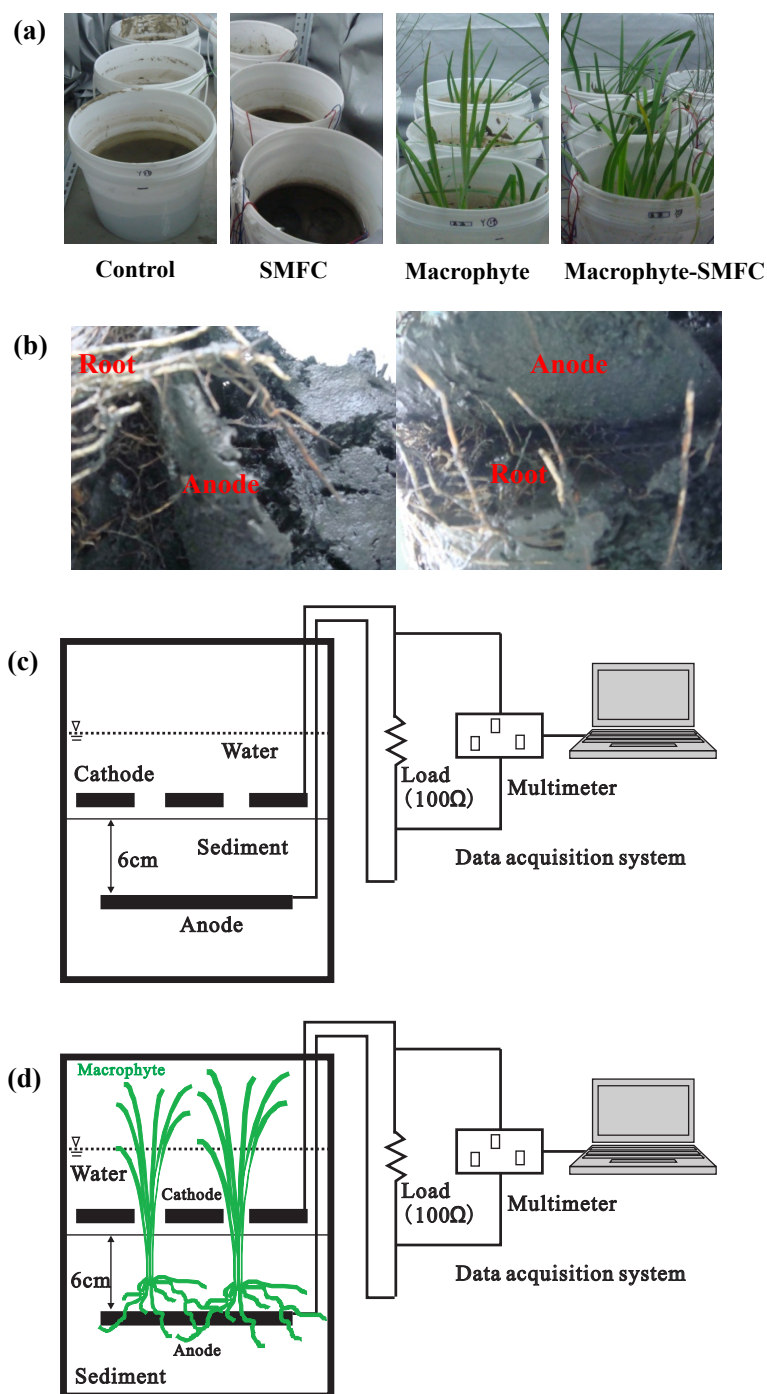 (a)
Control
SMFC
Macrophyte
Macrophyte-SMFC
(b)
Root
Anode
Anode
Root
(c)
Water
Cathode
6cm
Sediment
Anode
Load
(100Ω)
Multimeter
Data acquisition system
(d)
Macrophyte
Water
Cathode
6cm
Anode
Sediment
Load
(100Ω)
Multimeter
Data acquisition system